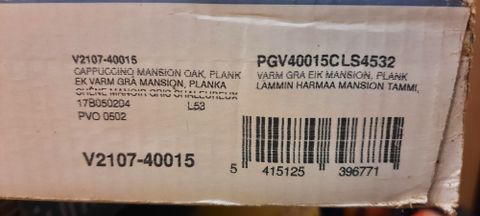 V2107-40015
CAPPUCCINO MANSION OAK, PLANK
EK VARM GRÅ MANSION, PLANKA
CHÊNE MANOIR GRIS CHALEUREUX
17B050204 L53
PVO 0502
V2107-40015
PGV40015CLS4532
VARM GRÅ EIK MANSION, PLANK
LÄMMIN HARMAA MANSION TAMMI,
5 415125 396771